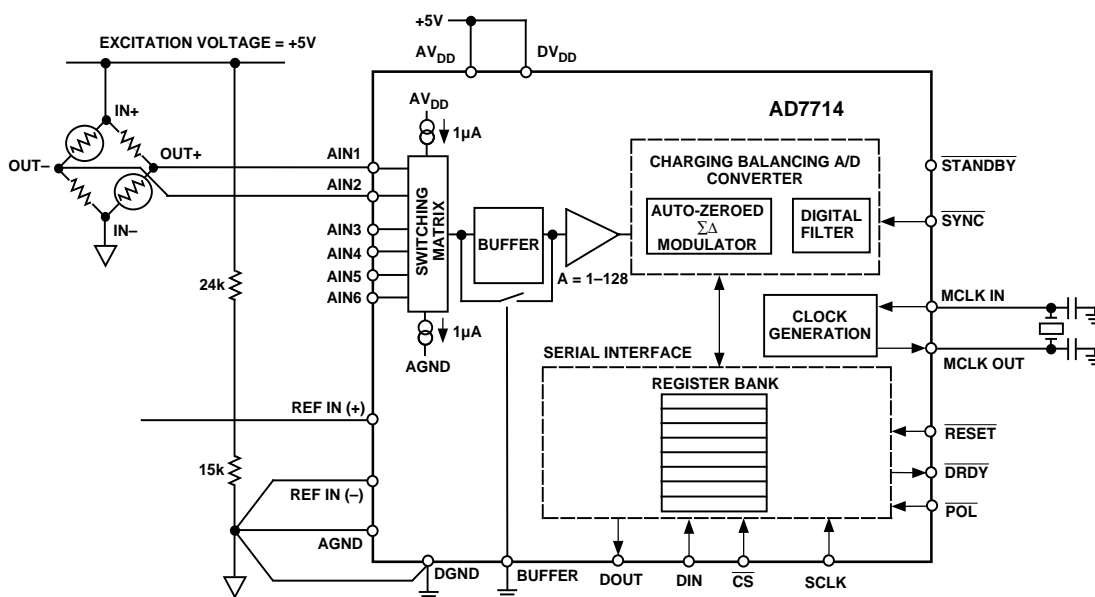 +5V
EXCITATION VOLTAGE = +5V
AVDD
DVDD
AD7714
IN+
OUT–
OUT+
IN–
AIN1
AIN2
AIN3
AIN4
AIN5
AIN6
AVDD
1µA
SWITCHING
MATRIX
1µA
AGND
BUFFER
A = 1–128
CHARGING BALANCING A/D
CONVERTER
AUTO-ZEROED
ΣΔ
MODULATOR
DIGITAL
FILTER
STANDBY
SYNC
CLOCK
GENERATION
MCLK IN
MCLK OUT
SERIAL INTERFACE
REGISTER BANK
24k
REF IN (+)
15k
REF IN (–)
AGND
RESET
DRDY
POL
DGND
BUFFER
DOUT
DIN
CS
SCLK